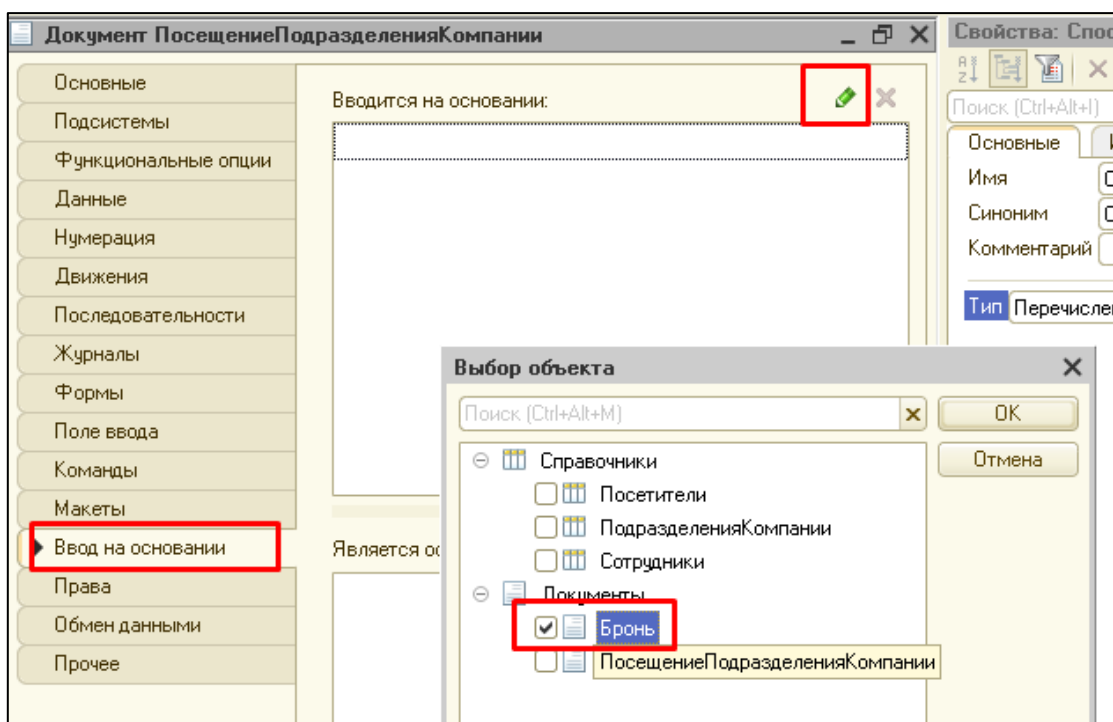 Документ ПосещениеПодразделенияКомпании
Свойства: Спос
Основные
Подсистемы
Функциональные опции
Данные
Нумерация
Движения
Последовательности
Журналы
Формы
Поле ввода
Команды
Макеты
Ввод на основании
Права
Обмен данными
Прочее
Вводится на основании:
Является ос
Поиск (Ctrl+Alt+I)
Основные
Имя
Синоним
Комментарий
Тип Перечисле
Выбор объекта
Поиск (Ctrl+Alt+M)
OK
Отмена
Справочники
Посетители
ПодразделенияКомпании
Сотрудники
Документы
Бронь
ПосещениеПодразделенияКомпании